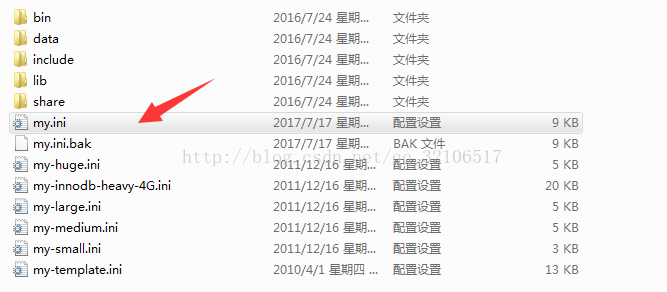 bin 2016/7/24 星期... 文件夹
data 2016/7/24 星期... 文件夹
include 2016/7/24 星期... 文件夹
lib 2016/7/24 星期... 文件夹
share 2016/7/24 星期... 文件夹
my.ini 2017/7/17 星期... 配置设置 9 KB
my.ini.bak 2017/7/17 星期... BAK 文件 9 KB
http://blog.csdn.net/qq_32106517
my-huge.ini 2011/12/16 星期... 配置设置 5 KB
my-innodb-heavy-4G.ini 2011/12/16 星期... 配置设置 20 KB
my-large.ini 2011/12/16 星期... 配置设置 5 KB
my-medium.ini 2011/12/16 星期... 配置设置 5 KB
my-small.ini 2011/12/16 星期... 配置设置 3 KB
my-template.ini 2010/4/1 星期四 ... 配置设置 13 KB